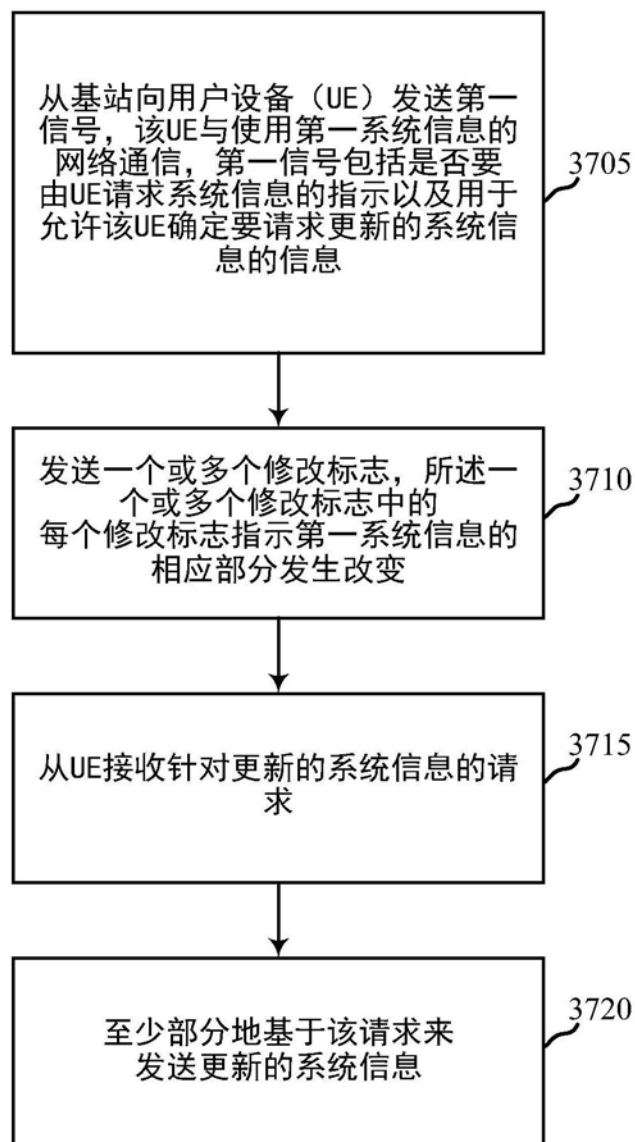 从基站向用户设备（UE）发送第一
信号，该UE与使用第一系统信息的
网络通信，第一信号包括是否要
由UE请求系统信息的指示以及用于
允许该UE确定要请求更新的系统信
息的信息
3705
发送一个或多个修改标志，所述一
个或多个修改标志中的
每个修改标志指示第一系统信息的
相应部分发生改变
3710
从UE接收针对更新的系统信息的请
求
3715
至少部分地基于该请求来
发送更新的系统信息
3720